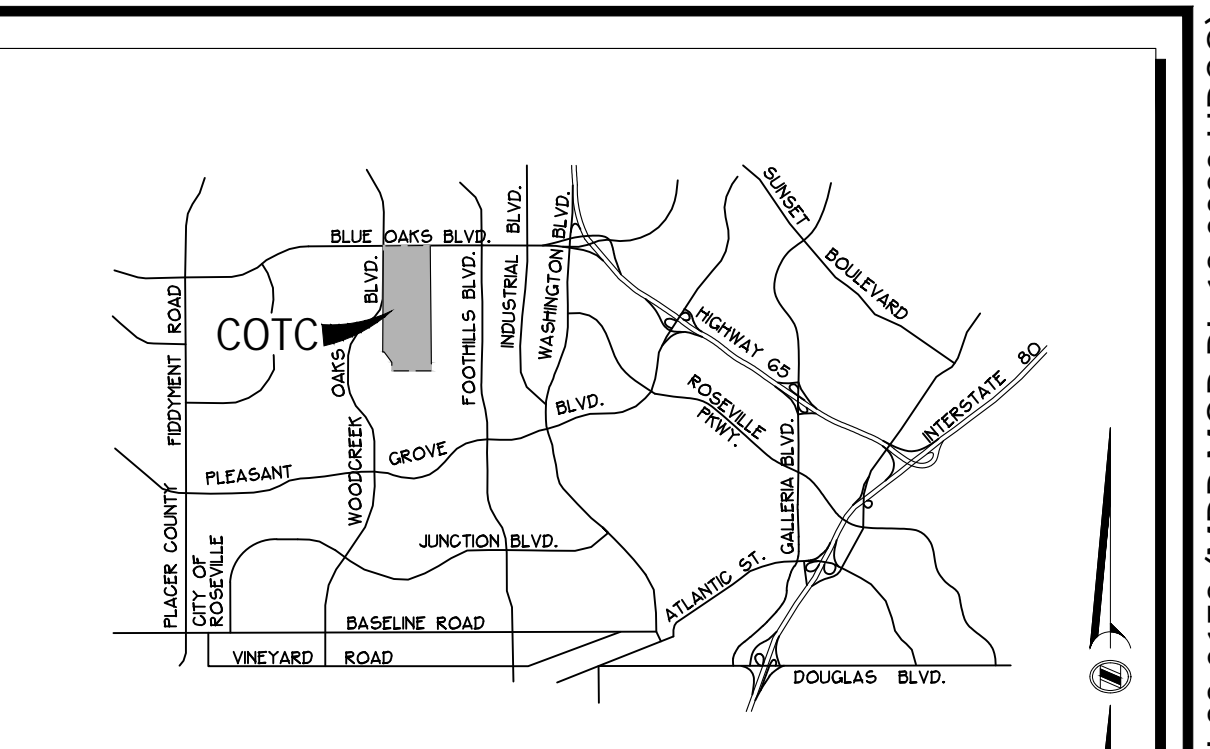 SUNSET
BOULEVARD
BLUE OAKS BLVD.
INDUSTRIAL BLVD.
WASHINGTON BLVD.
FOOTHILLS BLVD.
WOODCREEK OAKS BLVD.
COTC
FIDDYMENT ROAD
HIGHWAY 65
INTERSTATE 80
ROSEVILLE
PKWY.
GALLERIA BLVD.
PLEASANT GROVE BLVD.
JUNCTION BLVD.
ATLANTIC ST.
PLACER COUNTY
CITY OF
ROSEVILLE
BASELINE ROAD
VINEYARD ROAD
DOUGLAS BLVD.